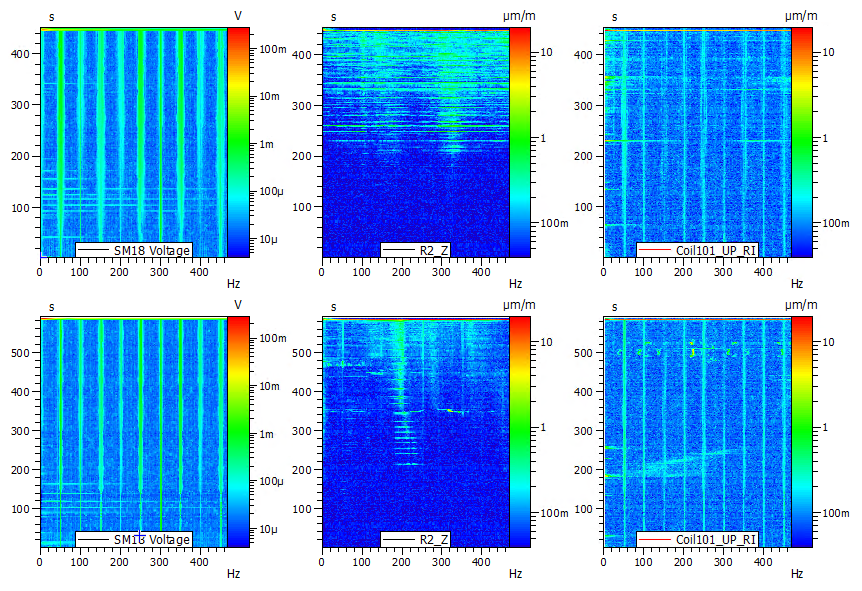 s V s µm/m s µm/m
400 100m 400 10 400 10
10m
300 300 300
1m 1 1
200 200 200
100µ
100 100 100m 100 100m
10µ
SM18 Voltage R2_Z Coil101_UP_RI
0 100 200 300 400 0 200 400 0 100 200 300 400
Hz Hz Hz
s V s µm/m s µm/m
500 100m 500 10 500 10
400 10m 400 400
300 1m 300 1 300 1
200 100µ 200 200
100 10µ 100 100m 100 100m
SM18 Voltage R2_Z Coil101_UP_RI
0 100 200 300 400 0 200 400 0 100 200 300 400
Hz Hz Hz